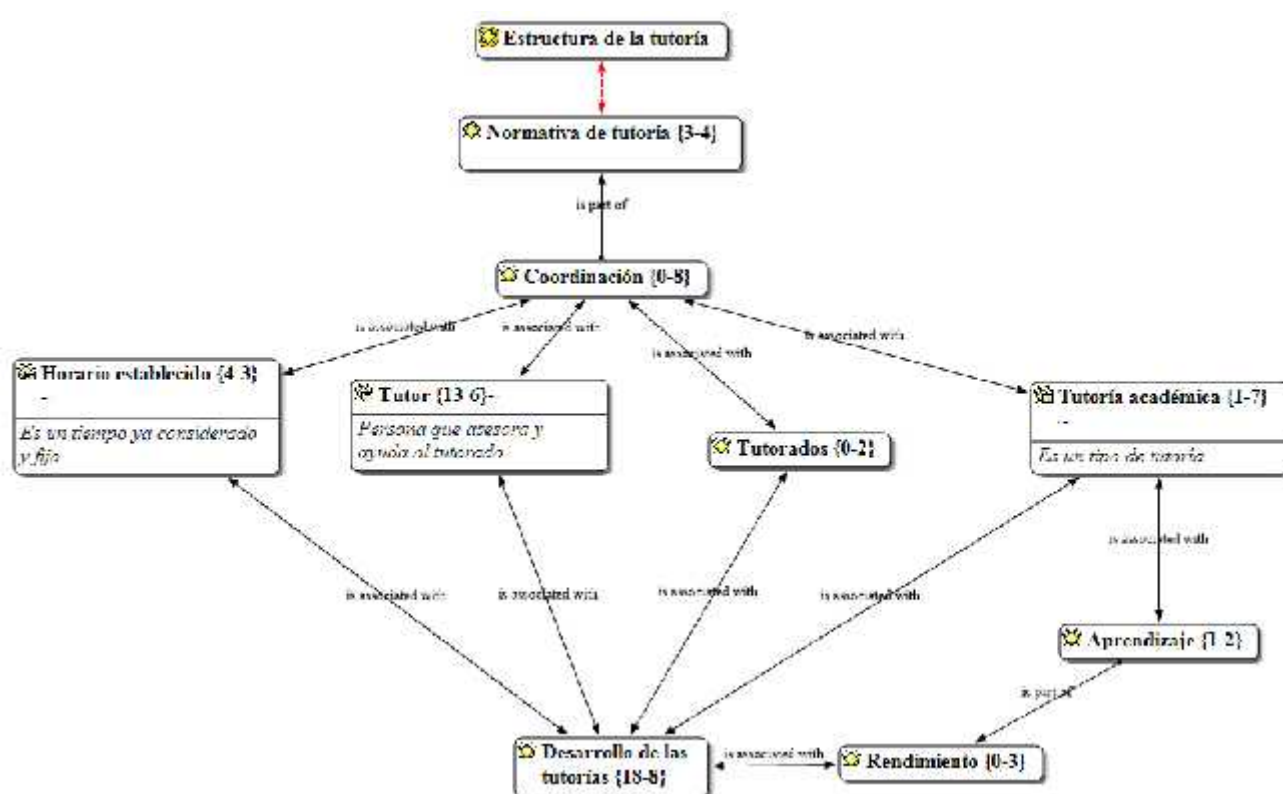 Estructura de la tutoría
Normativa de tutoría {3-4}
is part of
Coordinación {0-8}
is associated with
is associated with
is associated with
is associated with
Horario establecido {4-3}
~
Es un tiempo ya considerado
y fijo
Tutor {13-6}~
Persona que asesora y
ayuda al tutorado
Tutorados {0-2}
Tutoría académica {1-7}
~
Es un tipo de tutoría
is associated with
is associated with
is associated with
is associated with
is associated with
Aprendizaje {1-2}
is part of
Desarrollo de las
tutorías {18-8}
is associated with
Rendimiento {0-3}